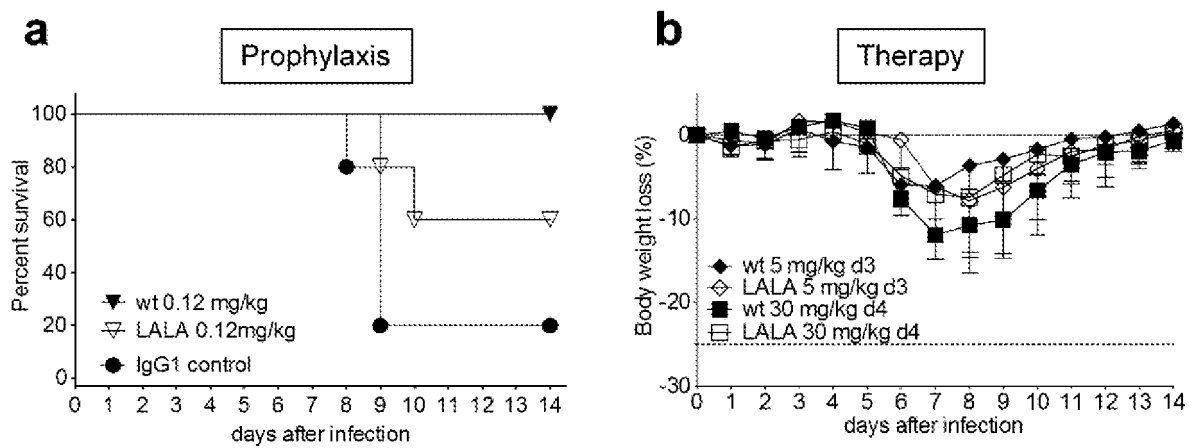 a
Prophylaxis
Percent survival
100
80
60
40
20
0
wt 0.12 mg/kg
LALA 0.12mg/kg
IgG1 control
0 1 2 3 4 5 6 7 8 9 10 11 12 13 14
days after infection
b
Therapy
Body weight loss (%)
0
-10
-20
-30
wt 5 mg/kg d3
LALA 5 mg/kg d3
wt 30 mg/kg d4
LALA 30 mg/kg d4
0 1 2 3 4 5 6 7 8 9 10 11 12 13 14
days after infection